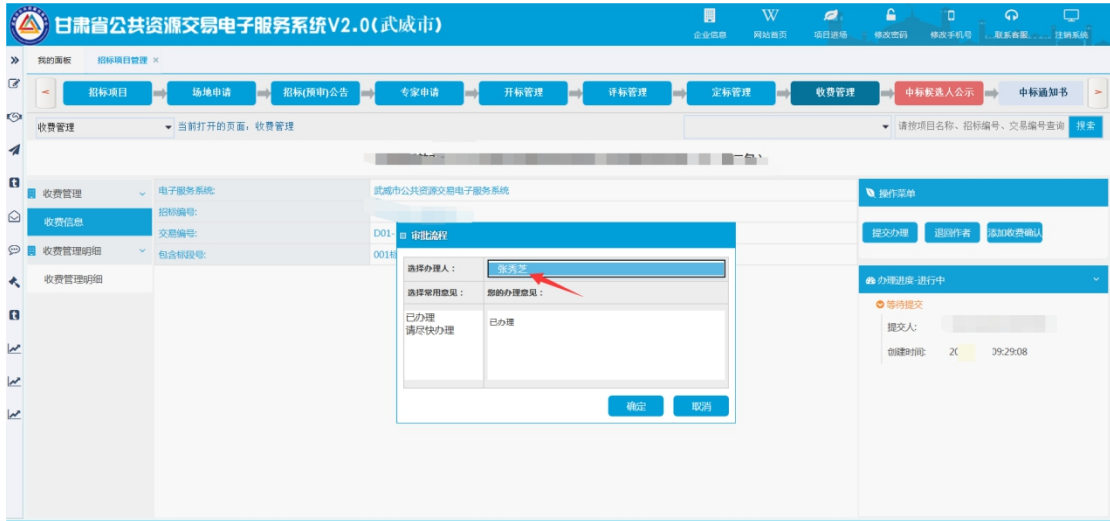 甘肃省公共资源交易电子服务系统V2.0(武威市)
企业信息 网站首页 项目进场 修改密码 修改手机号 联系客服 注销系统
我的面板 招标项目管理 ×
招标项目 场地申请 招标(预审)公告 专家申请 开标管理 评标管理 定标管理 收费管理 中标候选人公示 中标通知书
收费管理 当前打开的页面：收费管理 请按项目名称、招标编号、交易编号查询 搜索
收费管理
收费信息
收费管理明细
收费管理明细
电子服务系统: 武威市公共资源交易电子服务系统
招标编号:
交易编号: D01-
包含标段号: 001标
审批流程
选择办理人： 张秀芝
选择常用意见： 您的办理意见：
已办理
请尽快办理
已办理
确定 取消
操作菜单
提交办理 退回作者 添加收费确认
办理进度-进行中
等待提交
提交人:
创建时间: 20 09:29:08